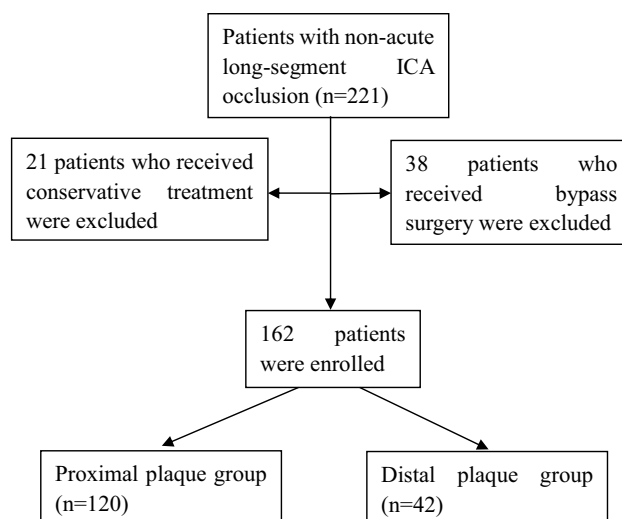 Patients with non-acute
long-segment ICA
occlusion (n=221)
21 patients who received
conservative treatment
were excluded
38 patients who
received bypass
surgery were excluded
162 patients
were enrolled
Proximal plaque group
(n=120)
Distal plaque group
(n=42)